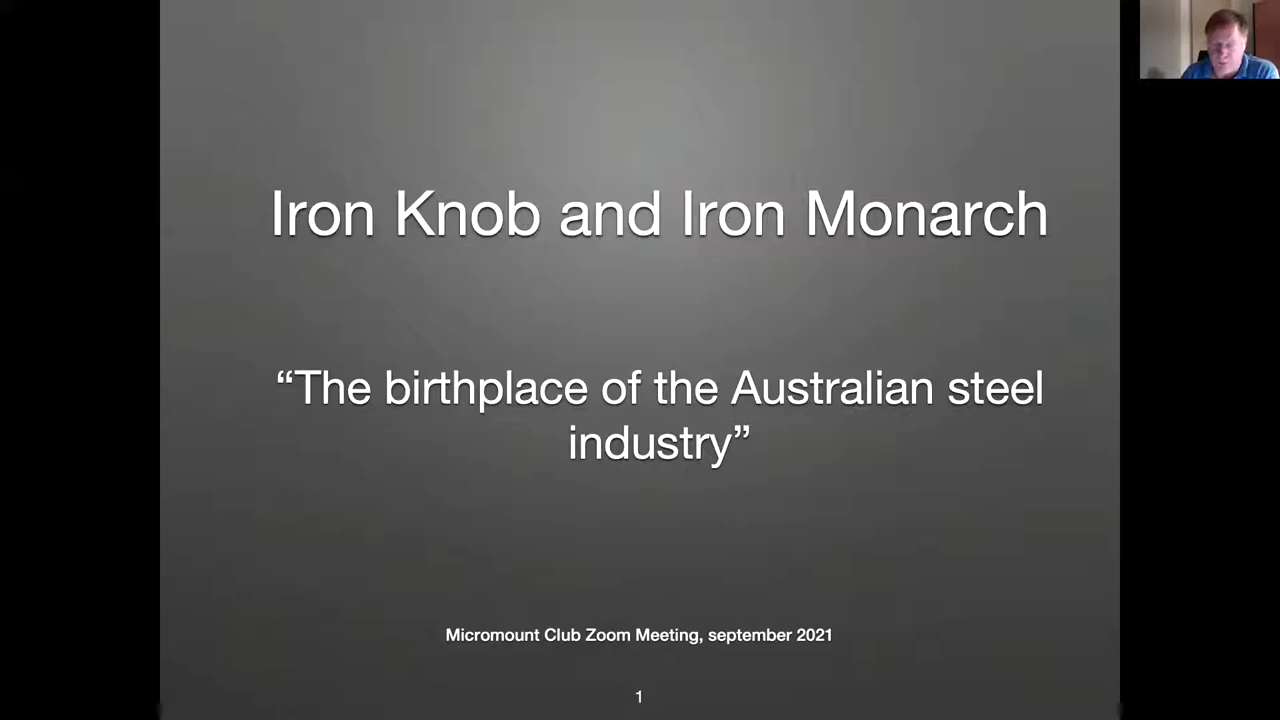 Iron Knob and Iron Monarch
“The birthplace of the Australian steel
industry”
Micromount Club Zoom Meeting, september 2021
1